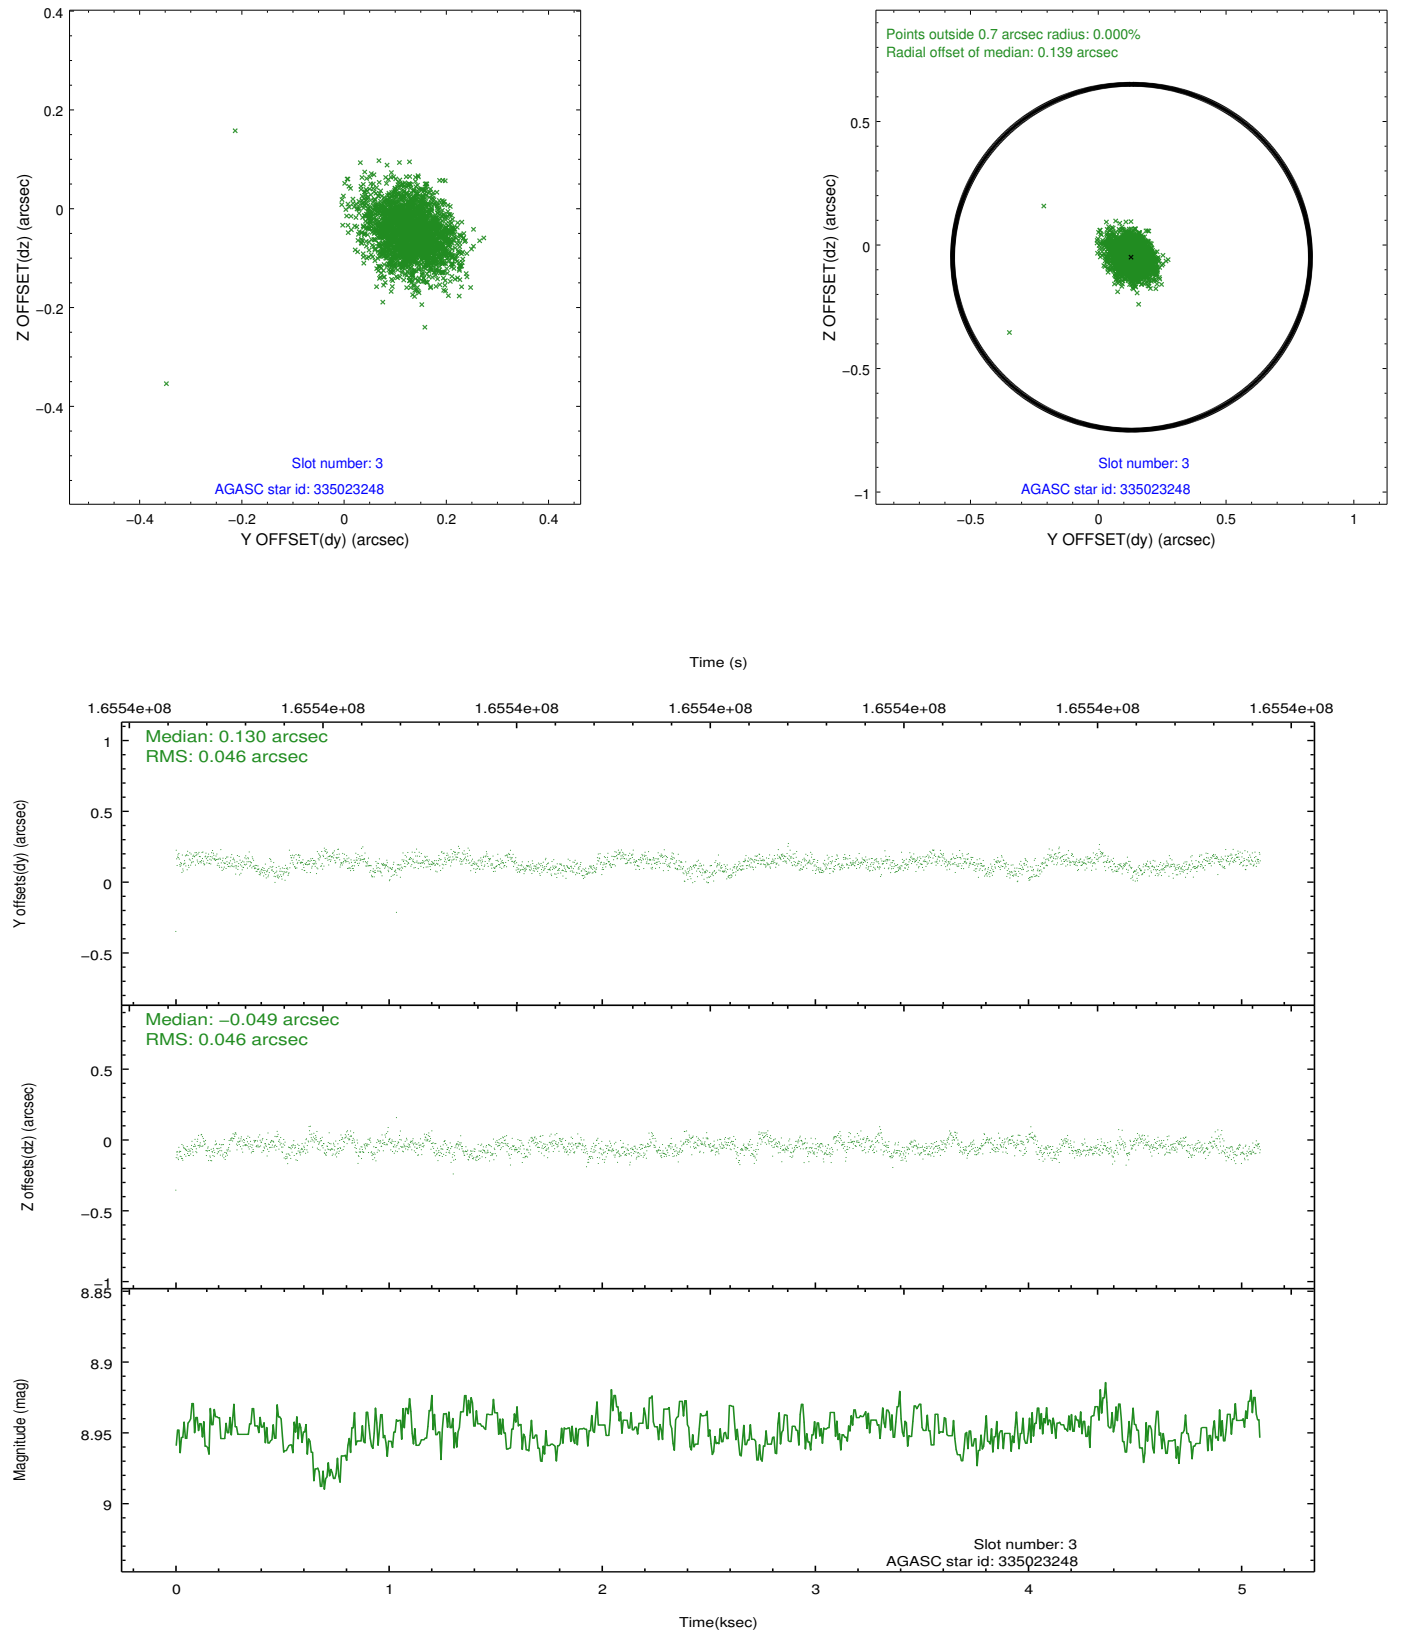 0.4
0.2
0
−0.2
−0.4
Z OFFSET(dz) (arcsec)
Slot number: 3
AGASC star id: 335023248
−0.4 −0.2 0 0.2 0.4
Y OFFSET(dy) (arcsec)
Points outside 0.7 arcsec radius: 0.000%
Radial offset of median: 0.139 arcsec
0.5
0
−0.5
−1
Z OFFSET(dz) (arcsec)
Slot number: 3
AGASC star id: 335023248
−0.5 0 0.5 1
Y OFFSET(dy) (arcsec)
Time (s)
1.6554e+08 1.6554e+08 1.6554e+08 1.6554e+08 1.6554e+08 1.6554e+08 1.6554e+08
Median: 0.130 arcsec
RMS: 0.046 arcsec
1
0.5
0
−0.5
Y offsets(dy) (arcsec)
Median: −0.049 arcsec
RMS: 0.046 arcsec
0.5
0
−0.5
−1
Z offsets(dz) (arcsec)
8.85
8.9
8.95
9
Magnitude (mag)
Slot number: 3
AGASC star id: 335023248
0 1 2 3 4 5
Time(ksec)